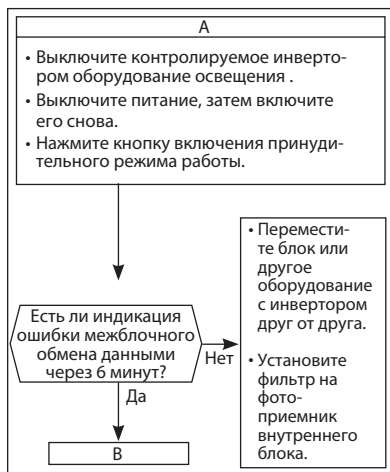 A
• Выключите контролируемое инверто-
ром оборудование освещения .
• Выключите питание, затем включите
его снова.
• Нажмите кнопку включения принуди-
тельного режима работы.
Есть ли индикация
ошибки межблочного
обмена данными
через 6 минут?
Нет
• Перемести-
те блок или
другое
оборудование
с инвертором
друг от друга.
• Установите
фильтр на
фото-
приемник
внутреннего
блока.
Да
B